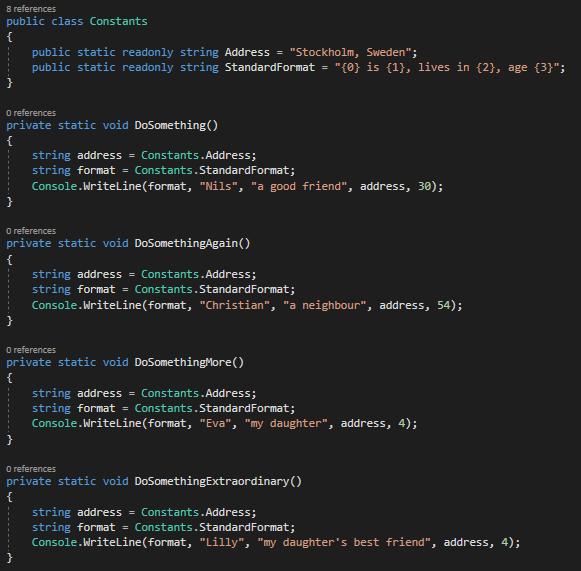 8 references
public class Constants
{
public static readonly string Address = "Stockholm, Sweden";
public static readonly string StandardFormat = "{0} is {1}, lives in {2}, age {3}";
}
0 references
private static void DoSomething()
{
string address = Constants.Address;
string format = Constants.StandardFormat;
Console.WriteLine(format, "Nils", "a good friend", address, 30);
}
0 references
private static void DoSomethingAgain()
{
string address = Constants.Address;
string format = Constants.StandardFormat;
Console.WriteLine(format, "Christian", "a neighbour", address, 54);
}
0 references
private static void DoSomethingMore()
{
string address = Constants.Address;
string format = Constants.StandardFormat;
Console.WriteLine(format, "Eva", "my daughter", address, 4);
}
0 references
private static void DoSomethingExtraordinary()
{
string address = Constants.Address;
string format = Constants.StandardFormat;
Console.WriteLine(format, "Lilly", "my daughter's best friend", address, 4);
}